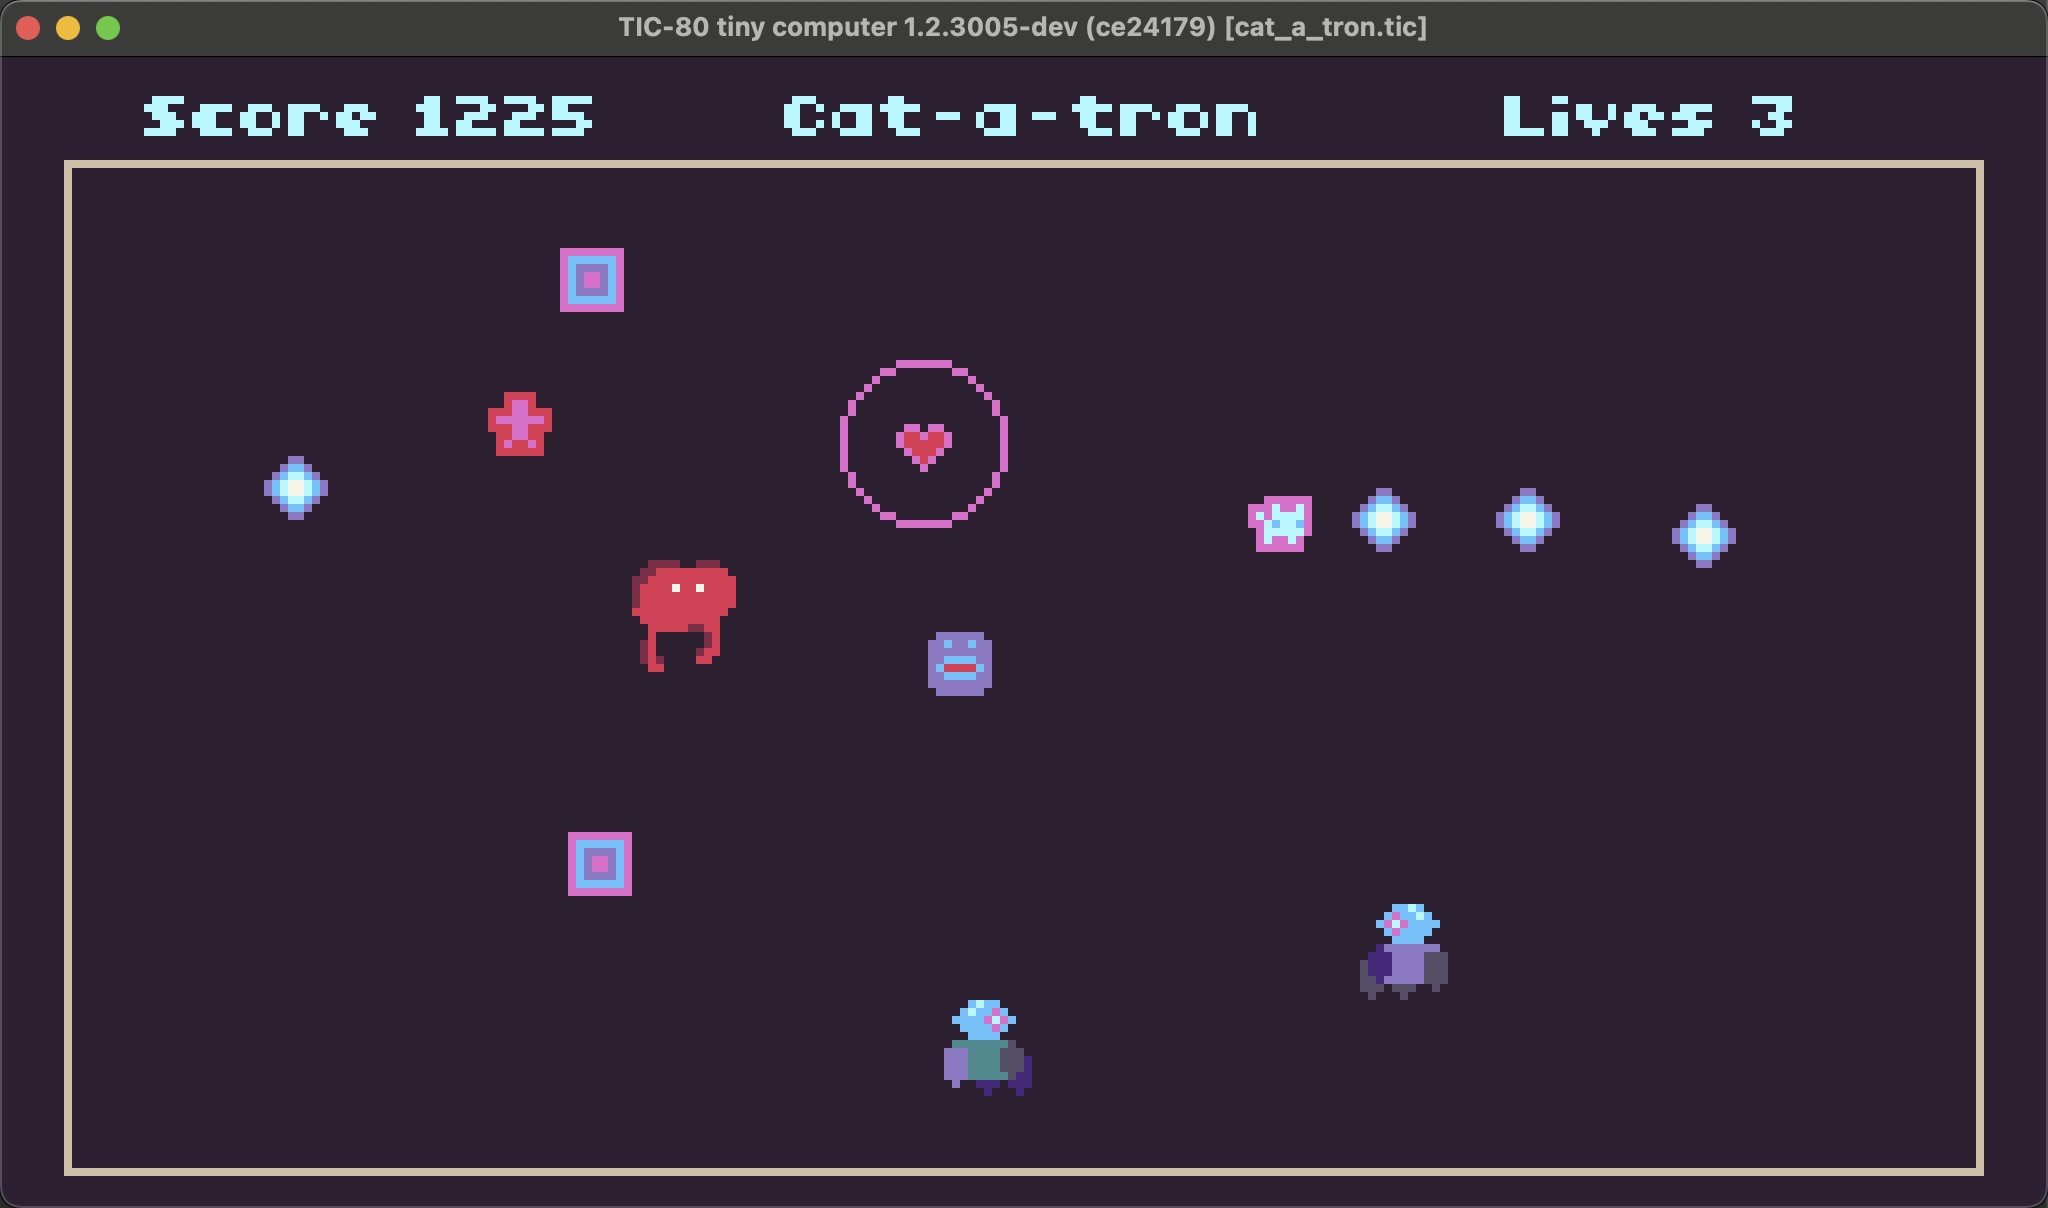 TIC-80 tiny computer 1.2.3005-dev (ce24179) [cat_a_tron.tic]
Score 1225 Cat-a-tron Lives 3